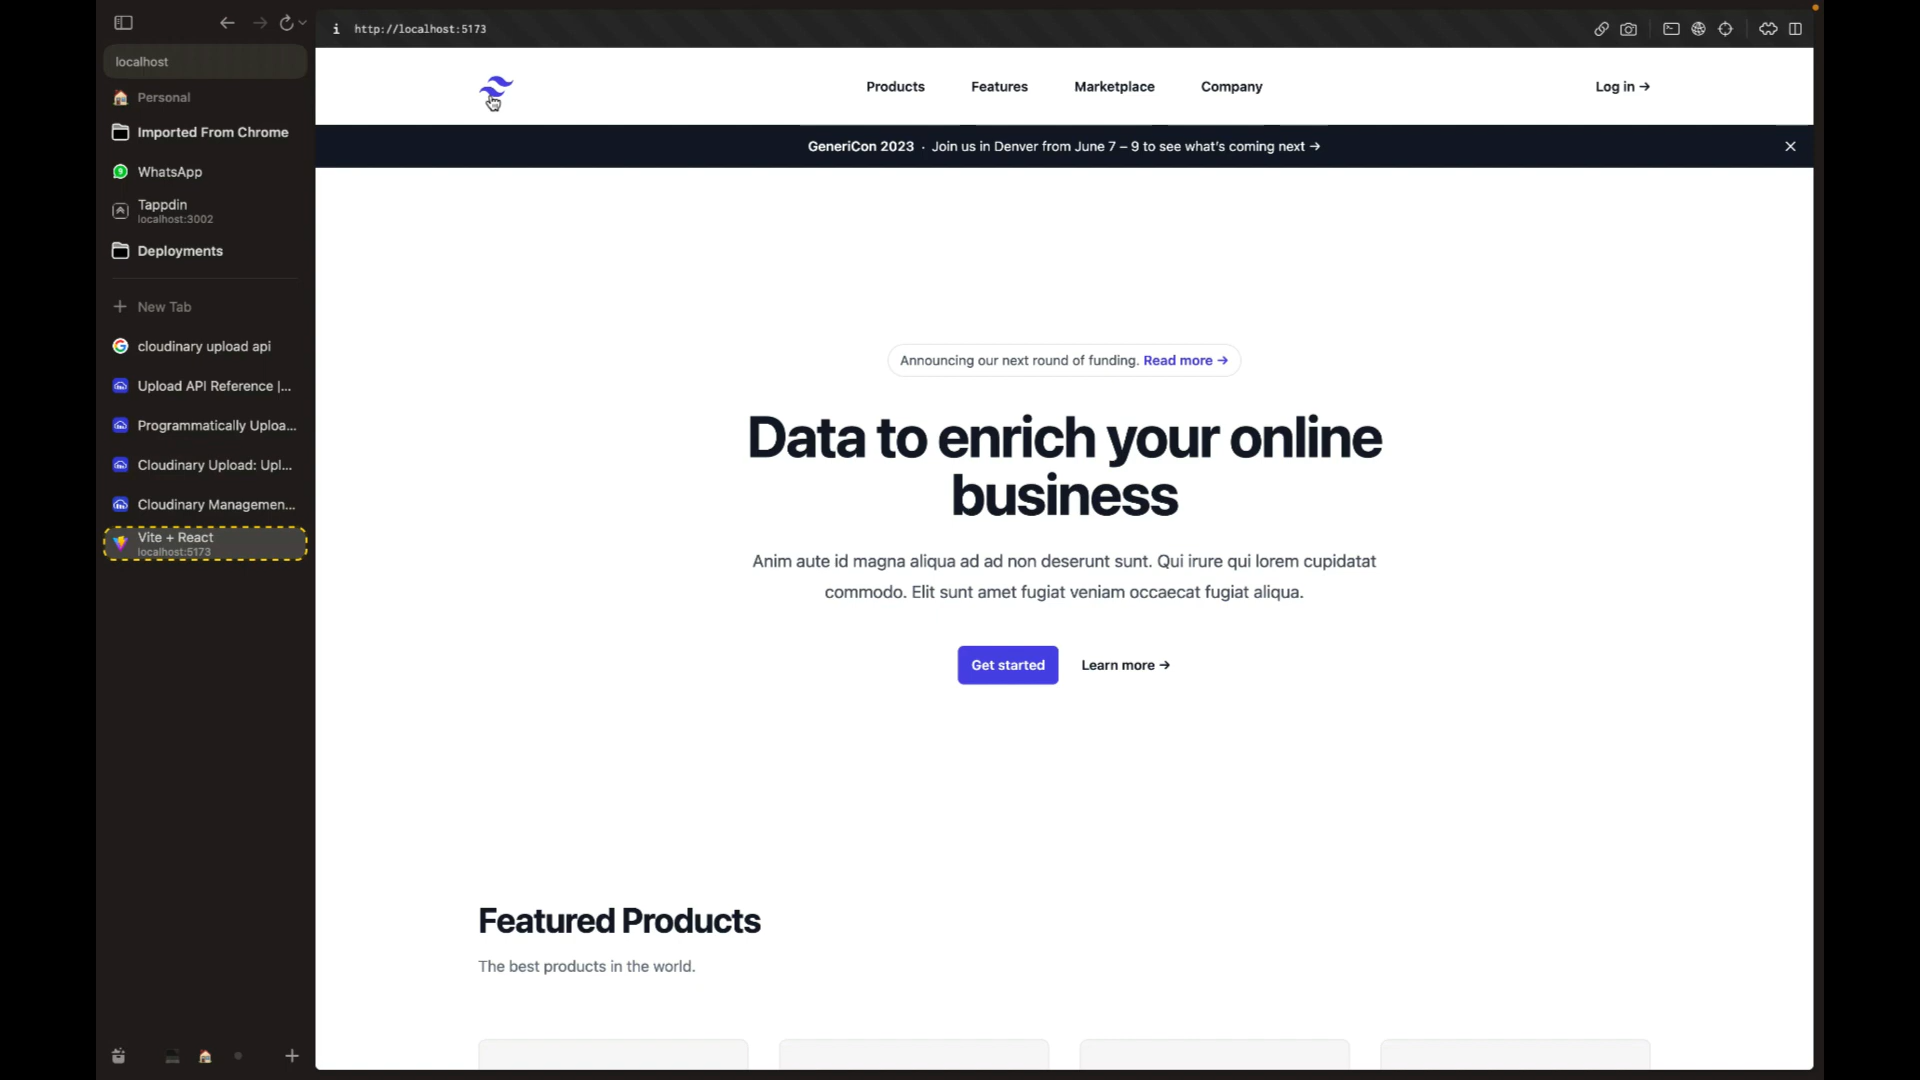 http://localhost:5173
localhost
Personal
Imported From Chrome
WhatsApp
Tappdin
localhost:3002
Deployments
New Tab
cloudinary upload api
Upload API Reference |...
Programmatically Uploa...
Cloudinary Upload: Upl...
Cloudinary Managemen...
Vite + React
localhost:5173
Products Features Marketplace Company Log in →
GeneriCon 2023 · Join us in Denver from June 7 – 9 to see what's coming next →
Announcing our next round of funding. Read more →
Data to enrich your online
business
Anim aute id magna aliqua ad ad non deserunt sunt. Qui irure qui lorem cupidatat
commodo. Elit sunt amet fugiat veniam occaecat fugiat aliqua.
Get started Learn more →
Featured Products
The best products in the world.